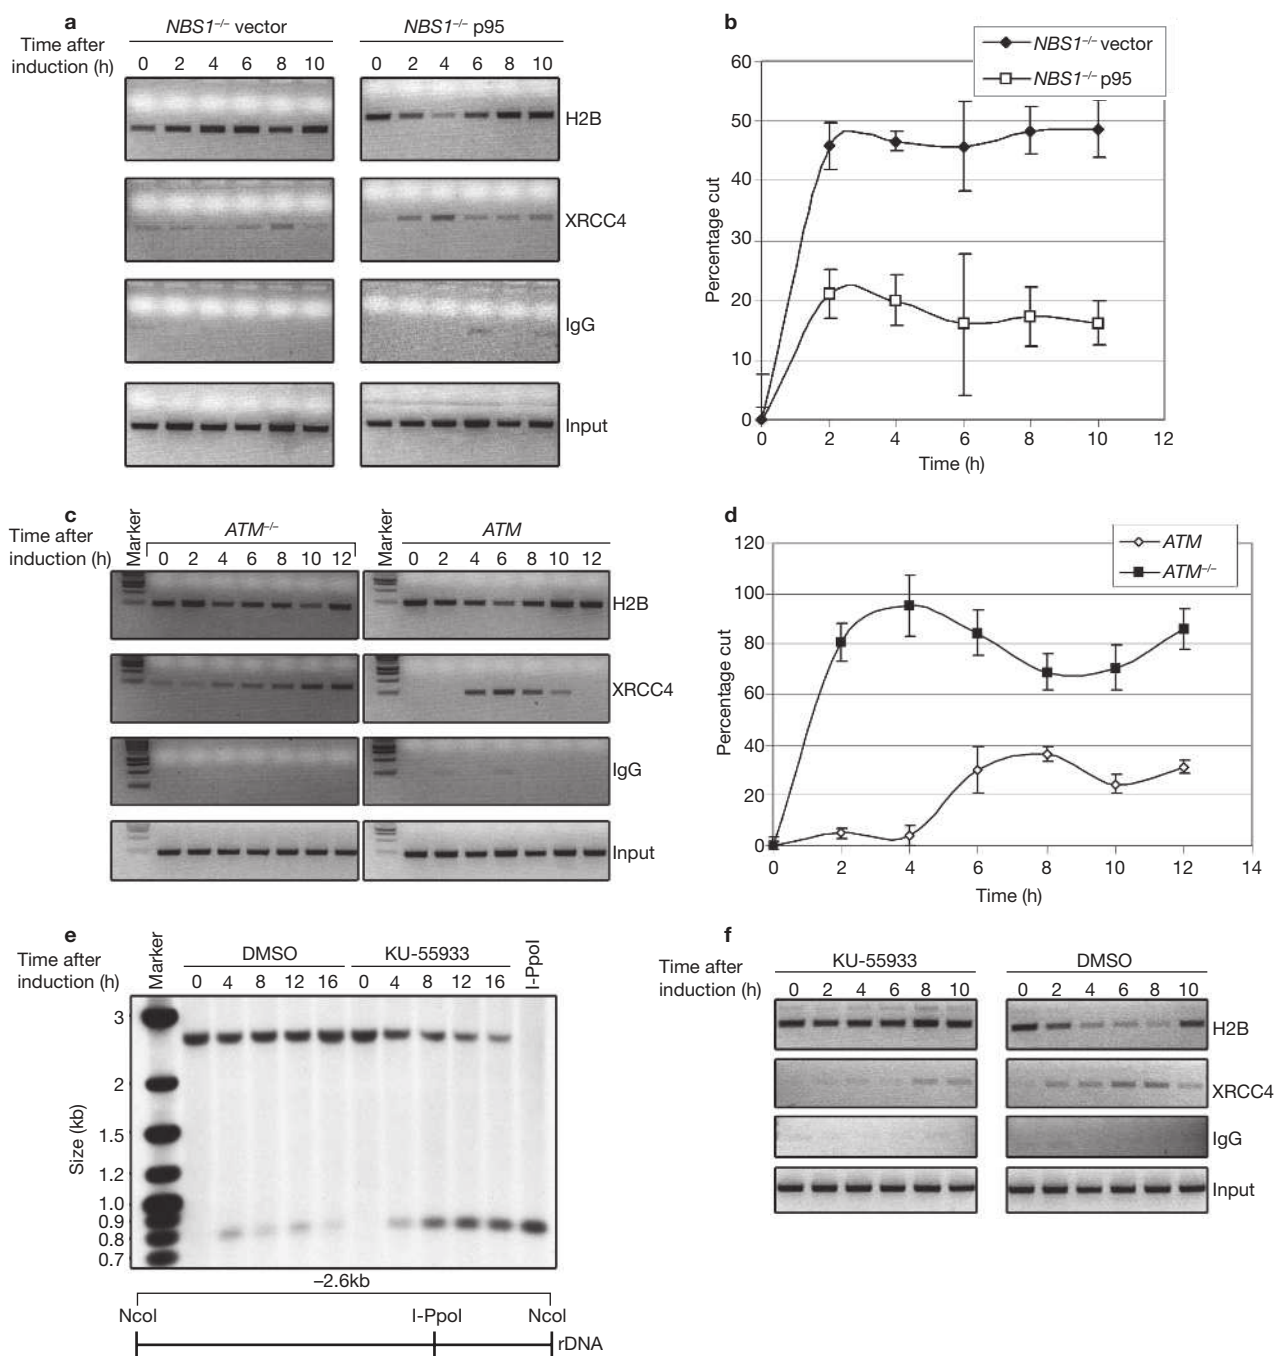 a
NBS1–/– vector
NBS1–/– p95
Time after
induction (h)
0 2 4 6 8 10
0 2 4 6 8 10
H2B
XRCC4
IgG
Input
b
NBS1–/– vector
NBS1–/– p95
Percentage cut
60
50
40
30
20
10
0
0 2 4 6 8 10 12
Time (h)
c
Marker
ATM–/–
Marker
ATM
Time after
induction (h)
0 2 4 6 8 10 12
0 2 4 6 8 10 12
H2B
XRCC4
IgG
Input
d
ATM
ATM–/–
Percentage cut
120
100
80
60
40
20
0
0 2 4 6 8 10 12 14
Time (h)
e
Marker
DMSO
KU-55933
I-PpoI
Time after
induction (h)
0 4 8 12 16 0 4 8 12 16
Size (kb)
3
2
1.5
1.2
1.0
0.9
0.8
0.7
–2.6kb
NcoI
I-PpoI
NcoI
rDNA
f
KU-55933
DMSO
Time after
induction (h)
0 2 4 6 8 10
0 2 4 6 8 10
H2B
XRCC4
IgG
Input